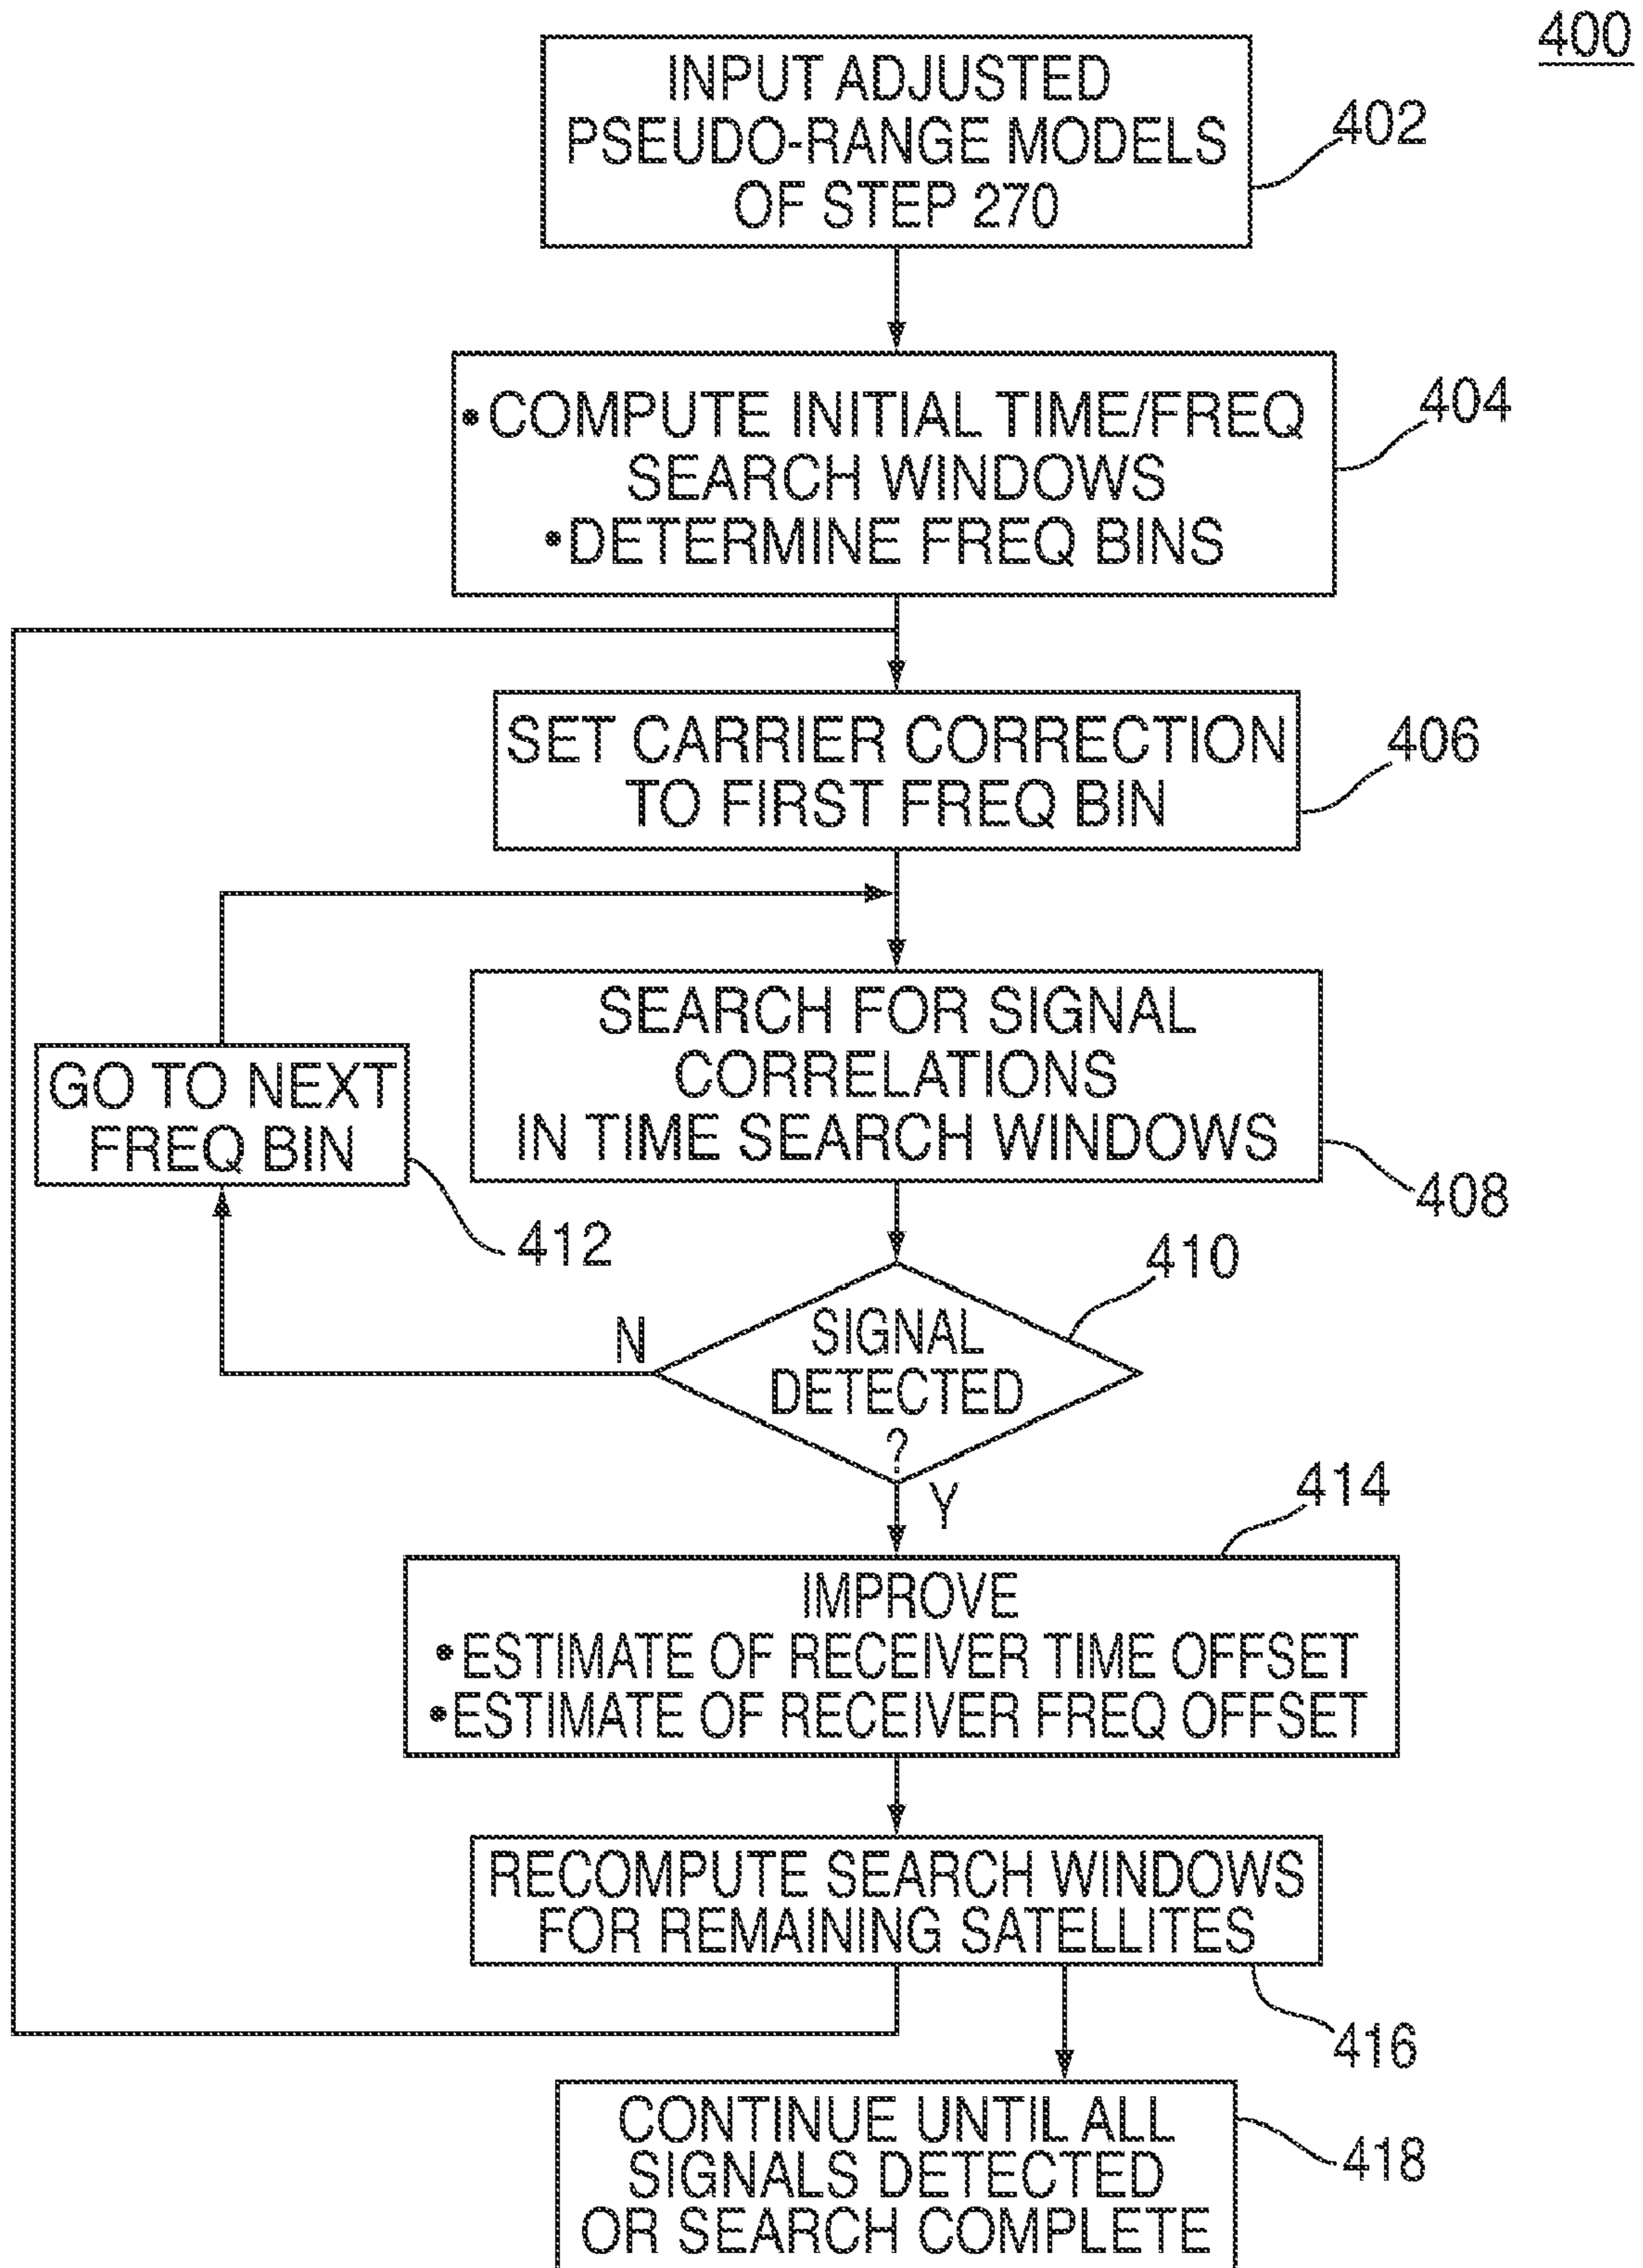 400
INPUT ADJUSTED
PSEUDO-RANGE MODELS
OF STEP 270
402
•COMPUTE INITIAL TIME/FREQ
SEARCH WINDOWS
•DETERMINE FREQ BINS
404
SET CARRIER CORRECTION
TO FIRST FREQ BIN
406
SEARCH FOR SIGNAL
CORRELATIONS
IN TIME SEARCH WINDOWS
408
GO TO NEXT
FREQ BIN
412
410
SIGNAL
DETECTED
?
N
Y
414
IMPROVE
•ESTIMATE OF RECEIVER TIME OFFSET
•ESTIMATE OF RECEIVER FREQ OFFSET
RECOMPUTE SEARCH WINDOWS
FOR REMAINING SATELLITES
416
CONTINUE UNTIL ALL
SIGNALS DETECTED
OR SEARCH COMPLETE
418